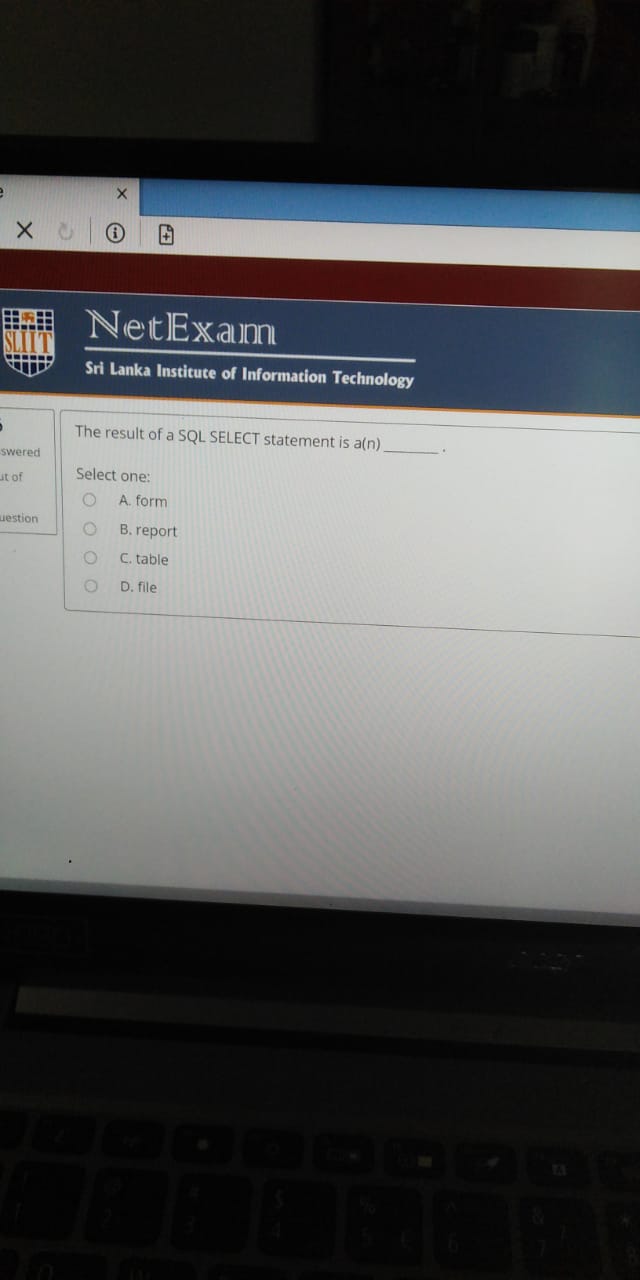 SLIIT
NetExam
Sri Lanka Institute of Information Technology
swered
ut of
uestion
The result of a SQL SELECT statement is a(n) ______ .
Select one:
A. form
B. report
C. table
D. file